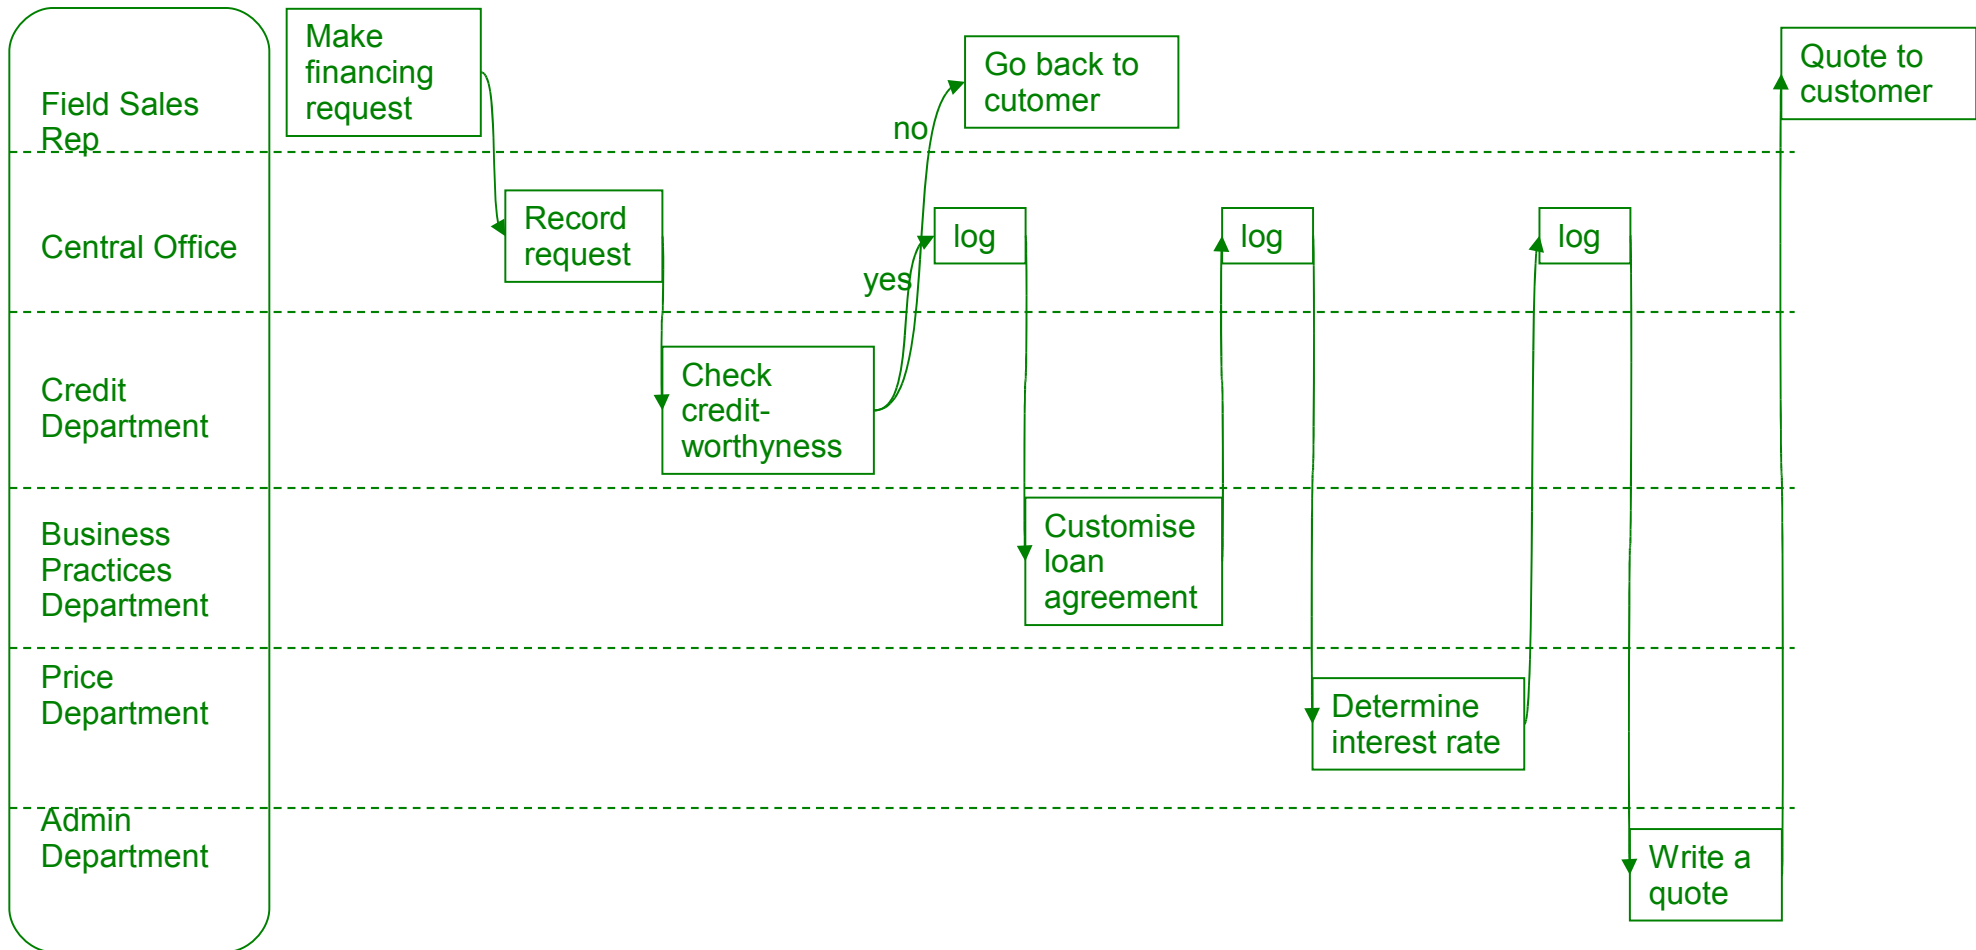 Field Sales
Rep
Make
financing
request
Go back to
cutomer
Quote to
customer
no
Central Office
Record
request
log
log
log
yes
Credit
Department
Check
credit-
worthyness
Business
Practices
Department
Customise
loan
agreement
Price
Department
Determine
interest rate
Admin
Department
Write a
quote